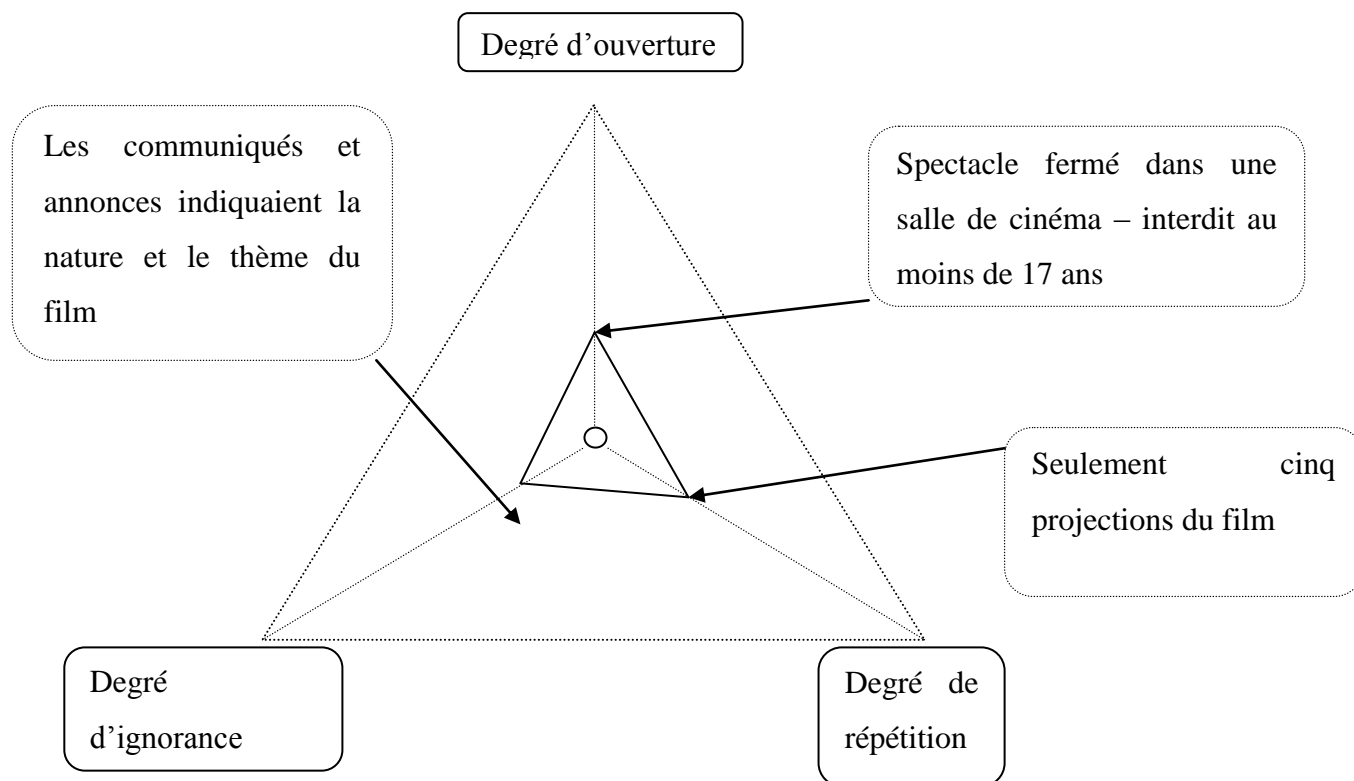 Degré d'ouverture
Les communiqués et
annonces indiquaient la
nature et le thème du
film
Spectacle fermé dans une
salle de cinéma – interdit au
moins de 17 ans
Seulement cinq
projections du film
Degré
d'ignorance
Degré de
répétition